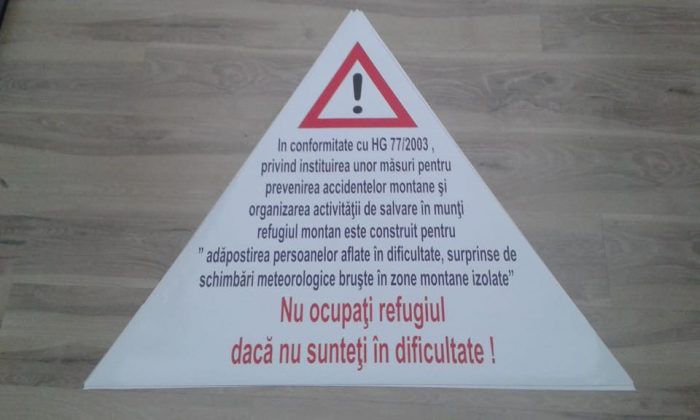 !
In conformitate cu HG 77/2003 ,
privind instituirea unor măsuri pentru
prevenirea accidentelor montane şi
organizarea activităţii de salvare în munţi
refugiul montan este construit pentru
” adăpostirea persoanelor aflate în dificultate, surprinse de
schimbări meteorologice bruşte în zone montane izolate”
Nu ocupaţi refugiul
dacă nu sunteţi în dificultate !